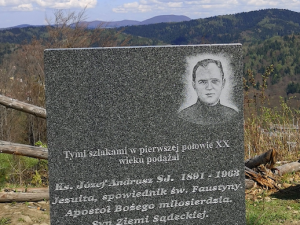 Tymi szlakami w pierwszej połowie XX
wieku podążał
Ks. Józef Andrasz SJ. 1891 - 1963
Jezuita, spowiednik św. Faustyny.
Apostoł Bożego miłosierdzia.
Syn Ziemi Sądeckiej.